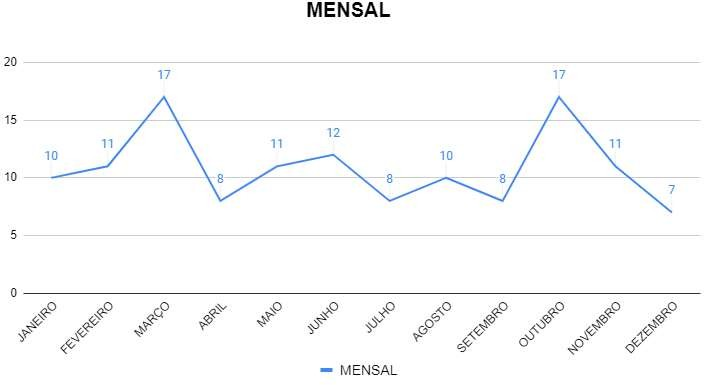 MENSAL
20
15
10
5
0
10
11
17
8
11
12
8
10
8
17
11
7
JANEIRO
FEVEREIRO
MARÇO
ABRIL
MAIO
JUNHO
JULHO
AGOSTO
SETEMBRO
OUTUBRO
NOVEMBRO
DEZEMBRO
MENSAL